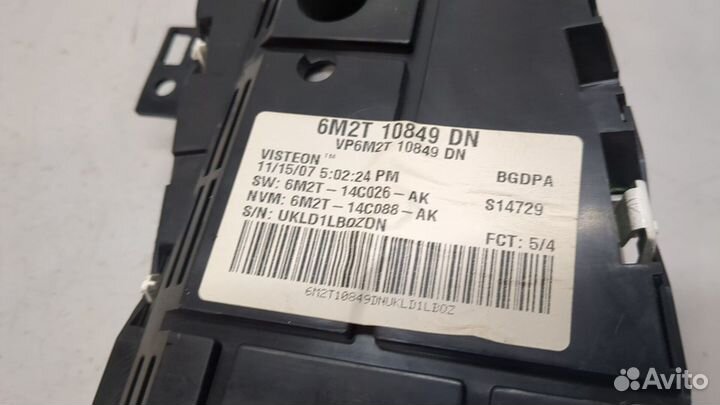 6M2T 10849 DN
VP6M2T 10849 DN
VISTEON™
11/15/07 5:02:24 PM
BGDPA
SW: 6M2T-14C026-AK
S14729
NVM: 6M2T-14C088-AK
S/N: UKLD1LB0ZDN
FCT: 5/4
6M2T10849DNUKLD1LB0Z
Avito